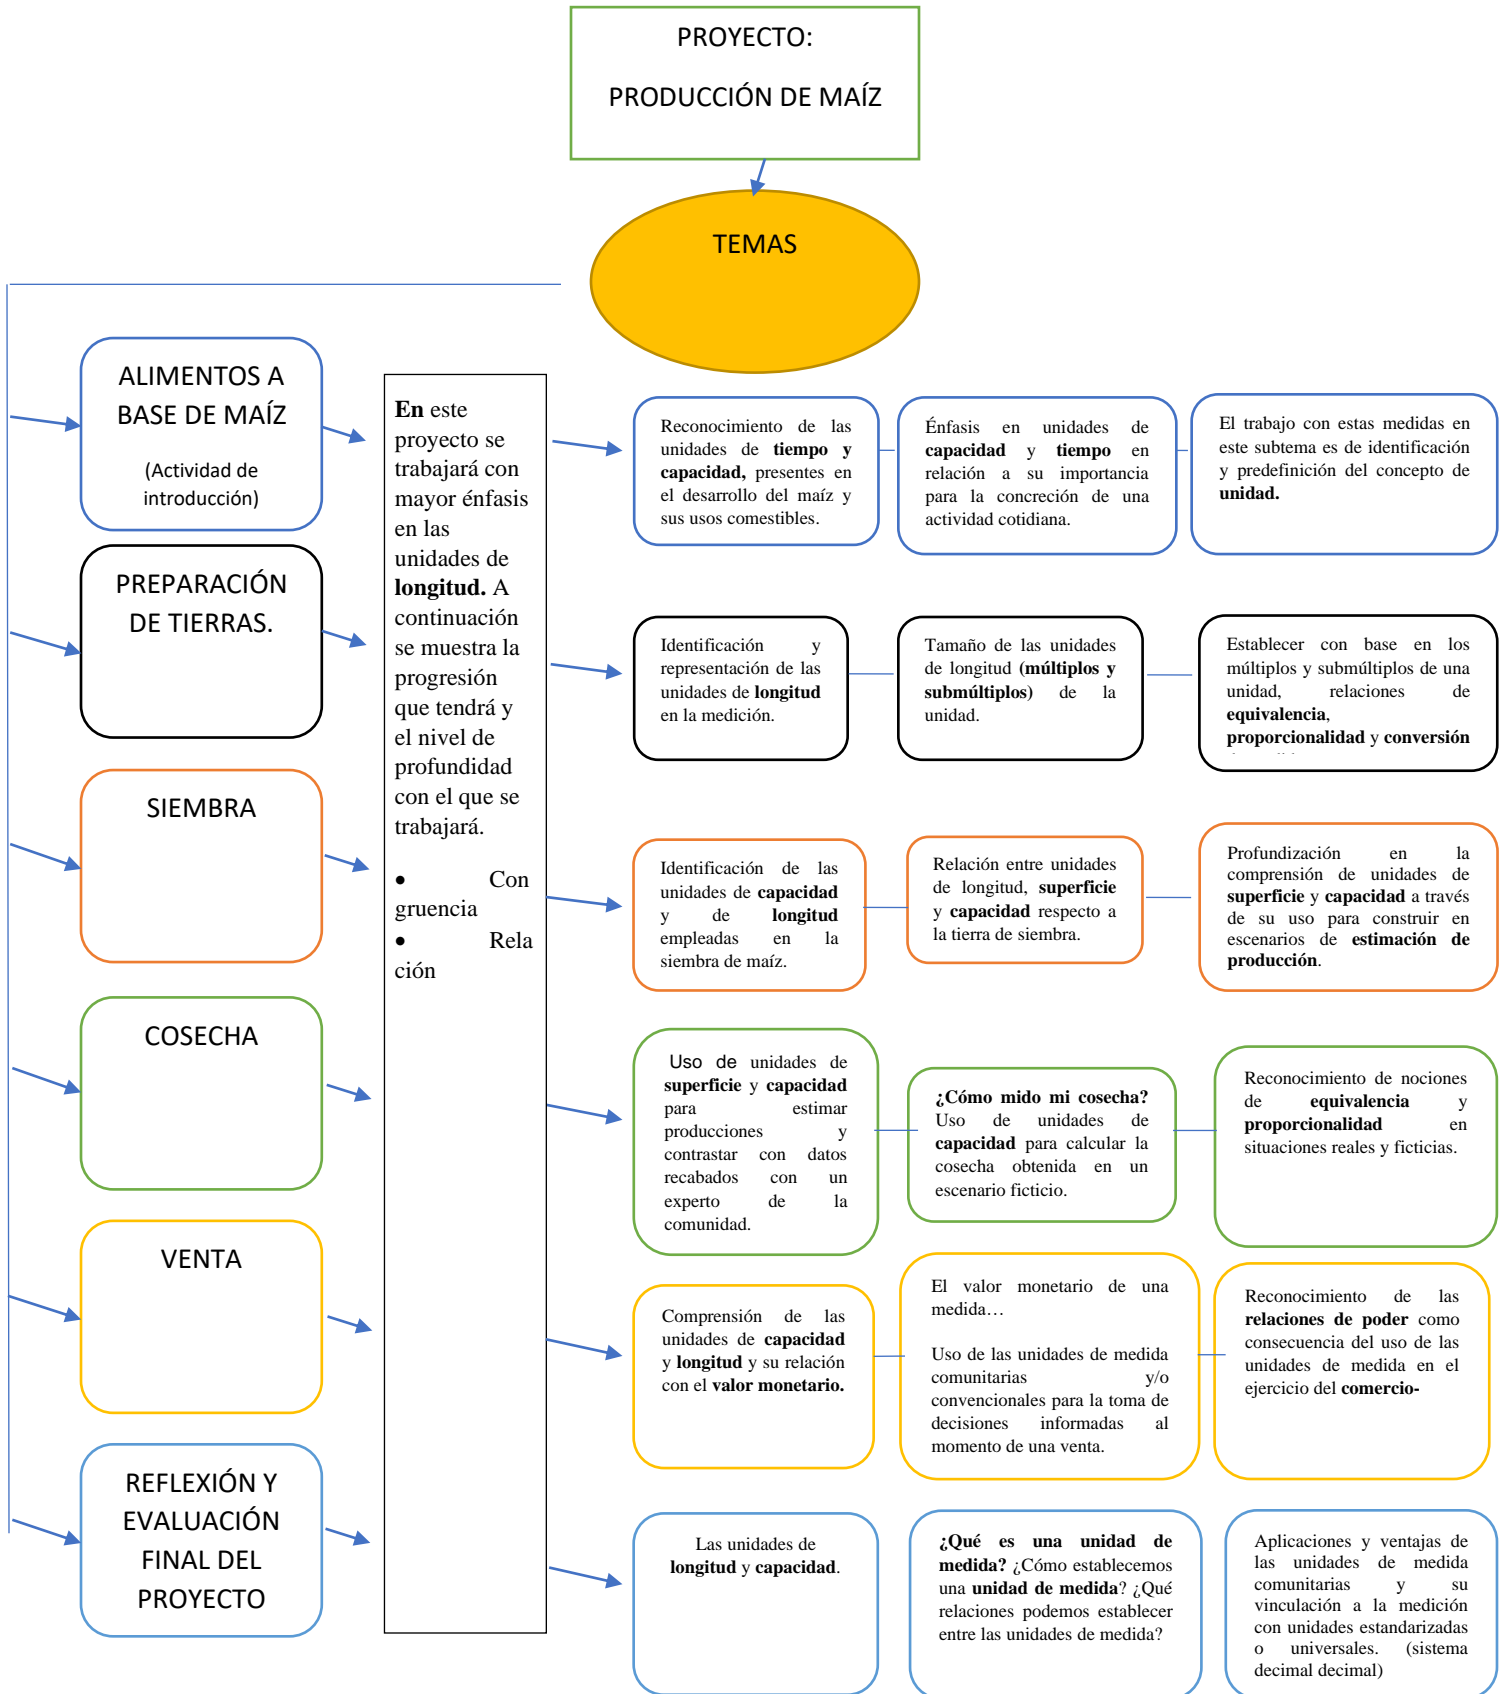 PROYECTO:
PRODUCCIÓN DE MAÍZ
TEMAS
ALIMENTOS A
BASE DE MAÍZ
(Actividad de
introducción)
PREPARACIÓN
DE TIERRAS.
SIEMBRA
COSECHA
VENTA
REFLEXIÓN Y
EVALUACIÓN
FINAL DEL
PROYECTO
En este
proyecto se
trabajará con
mayor énfasis
en las
unidades de
longitud. A
continuación
se muestra la
progresión
que tendrá y
el nivel de
profundidad
con el que se
trabajará.
• Con
gruencia
• Rela
ción
Reconocimiento de las
unidades de tiempo y
capacidad, presentes en
el desarrollo del maíz y
sus usos comestibles.
Énfasis en unidades de
capacidad y tiempo en
relación a su importancia
para la concreción de una
actividad cotidiana.
El trabajo con estas medidas en
este subtema es de identificación
y predefinición del concepto de
unidad.
Identificación y
representación de las
unidades de longitud
en la medición.
Tamaño de las unidades
de longitud (múltiplos y
submúltiplos) de la
unidad.
Establecer con base en los
múltiplos y submúltiplos de una
unidad, relaciones de
equivalencia,
proporcionalidad y conversión
Identificación de las
unidades de capacidad
y de longitud
empleadas en la
siembra de maíz.
Relación entre unidades
de longitud, superficie
y capacidad respecto a
la tierra de siembra.
Profundización en la
comprensión de unidades de
superficie y capacidad a través
de su uso para construir en
escenarios de estimación de
producción.
Uso de unidades de
superficie y capacidad
para estimar
producciones y
contrastar con datos
recabados con un
experto de la
comunidad.
¿Cómo mido mi cosecha?
Uso de unidades de
capacidad para calcular la
cosecha obtenida en un
escenario ficticio.
Reconocimiento de nociones
de equivalencia y
proporcionalidad en
situaciones reales y ficticias.
Comprensión de las
unidades de capacidad
y longitud y su relación
con el valor monetario.
El valor monetario de una
medida…
Uso de las unidades de medida
comunitarias y/o
convencionales para la toma de
decisiones informadas al
momento de una venta.
Reconocimiento de las
relaciones de poder como
consecuencia del uso de las
unidades de medida en el
ejercicio del comercio-
Las unidades de
longitud y capacidad.
¿Qué es una unidad de
medida? ¿Cómo establecemos
una unidad de medida? ¿Qué
relaciones podemos establecer
entre las unidades de medida?
Aplicaciones y ventajas de
las unidades de medida
comunitarias y su
vinculación a la medición
con unidades estandarizadas
o universales. (sistema
decimal decimal)